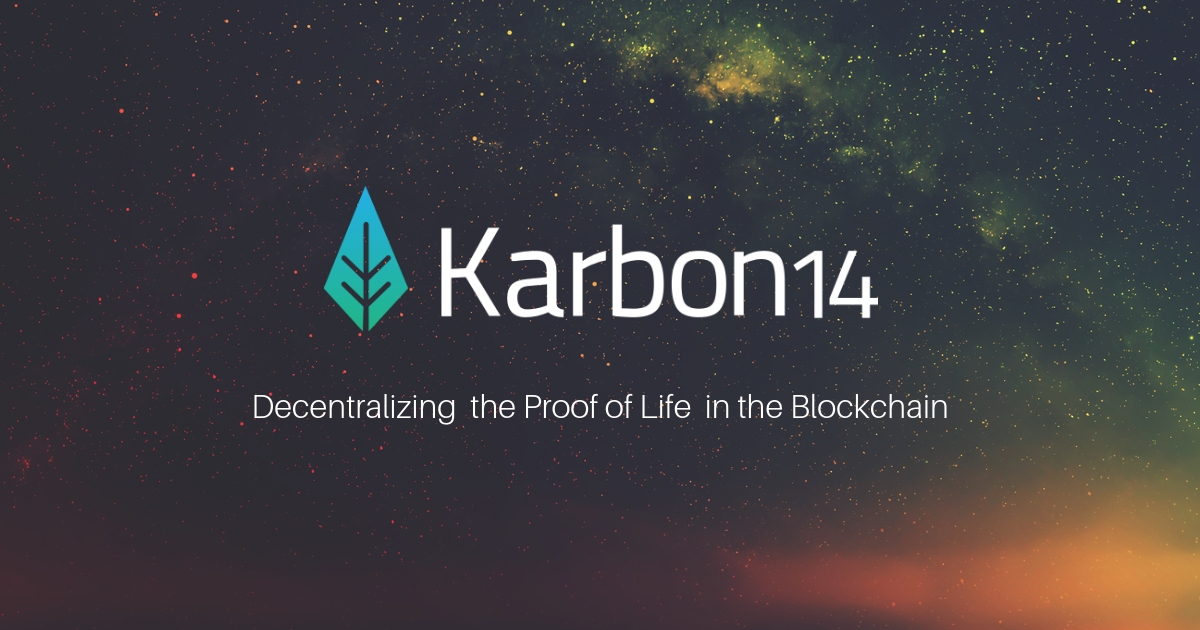 Karbon14
Decentralizing the Proof of Life in the Blockchain